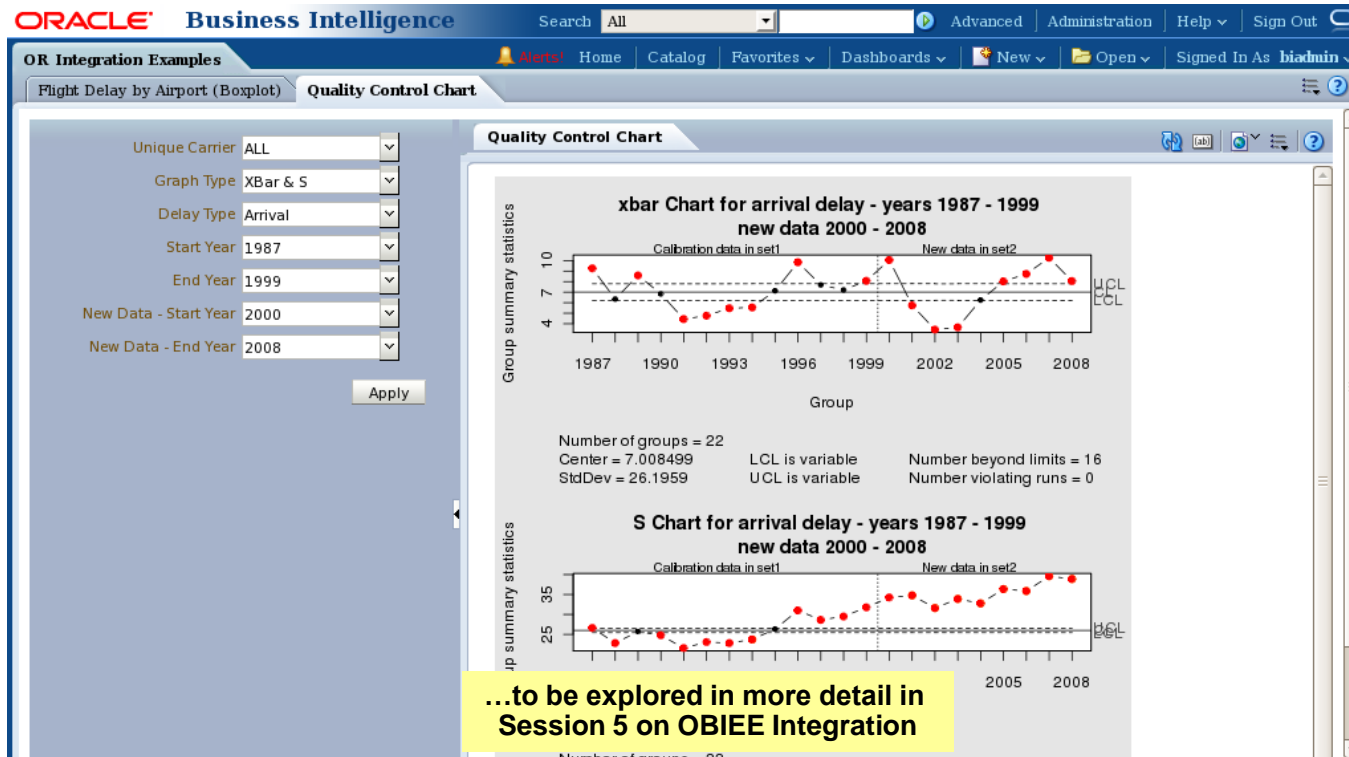 ORACLE Business Intelligence Search All Advanced Administration Help Sign Out
OR Integration Examples Alerts! Home Catalog Favorites Dashboards New Open Signed In As biadmin
Flight Delay by Airport (Boxplot) Quality Control Chart
Unique Carrier ALL
Graph Type XBar & S
Delay Type Arrival
Start Year 1987
End Year 1999
New Data - Start Year 2000
New Data - End Year 2008
Apply
Quality Control Chart
xbar Chart for arrival delay - years 1987 - 1999
new data 2000 - 2008
Calibration data in set1 New data in set2
Group summary statistics
10
7
4
UCL
LCL
1987 1990 1993 1996 1999 2002 2005 2008
Group
Number of groups = 22
Center = 7.008499 LCL is variable Number beyond limits = 16
StdDev = 26.1959 UCL is variable Number violating runs = 0
S Chart for arrival delay - years 1987 - 1999
new data 2000 - 2008
Calibration data in set1 New data in set2
summary statistics
35
25
2005 2008
…to be explored in more detail in
Session 5 on OBIEE Integration